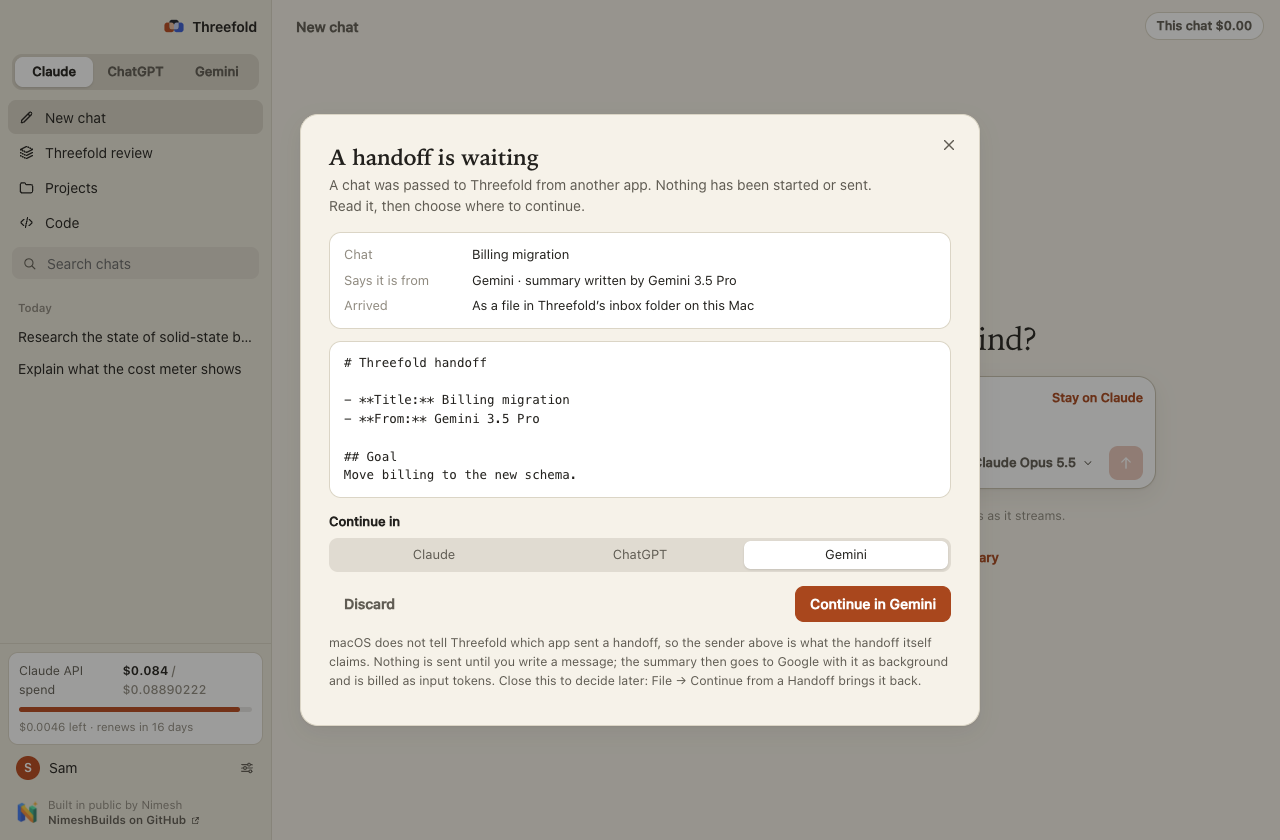 Threefold
Claude
ChatGPT
Gemini
New chat
Threefold review
Projects
Code
Search chats
Today
Research the state of solid-state b...
Explain what the cost meter shows
Claude API spend
$0.084 / $0.08890222
$0.0046 left · renews in 16 days
S
Sam
Built in public by Nimesh
NimeshBuilds on GitHub
New chat
This chat $0.00
ind?
Stay on Claude
Claude Opus 5.5
s as it streams.
ary
A handoff is waiting
A chat was passed to Threefold from another app. Nothing has been started or sent.
Read it, then choose where to continue.
Chat
Billing migration
Says it is from
Gemini · summary written by Gemini 3.5 Pro
Arrived
As a file in Threefold's inbox folder on this Mac
# Threefold handoff
- **Title:** Billing migration
- **From:** Gemini 3.5 Pro
## Goal
Move billing to the new schema.
Continue in
Claude
ChatGPT
Gemini
Discard
Continue in Gemini
macOS does not tell Threefold which app sent a handoff, so the sender above is what the handoff itself
claims. Nothing is sent until you write a message; the summary then goes to Google with it as background
and is billed as input tokens. Close this to decide later: File → Continue from a Handoff brings it back.